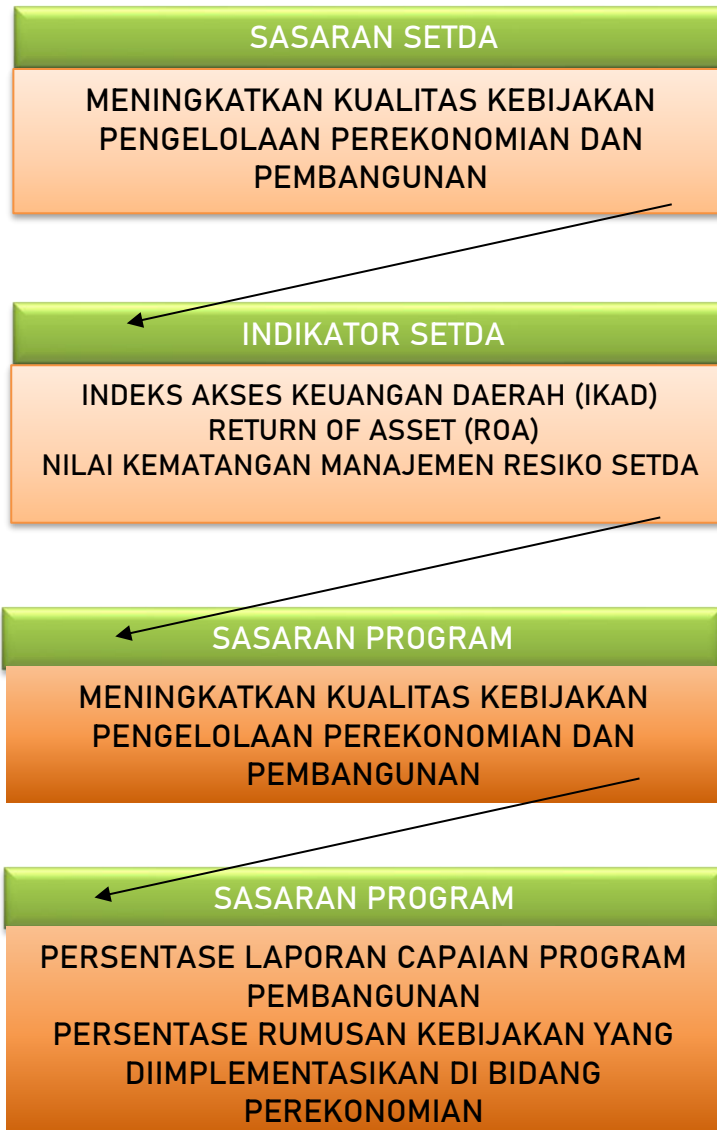 SASARAN SETDA
MENINGKATKAN KUALITAS KEBIJAKAN
PENGELOLAAN PEREKONOMIAN DAN
PEMBANGUNAN
INDIKATOR SETDA
INDEKS AKSES KEUANGAN DAERAH (IKAD)
RETURN OF ASSET (ROA)
NILAI KEMATANGAN MANAJEMEN RESIKO SETDA
SASARAN PROGRAM
MENINGKATKAN KUALITAS KEBIJAKAN
PENGELOLAAN PEREKONOMIAN DAN
PEMBANGUNAN
SASARAN PROGRAM
PERSENTASE LAPORAN CAPAIAN PROGRAM
PEMBANGUNAN
PERSENTASE RUMUSAN KEBIJAKAN YANG
DIIMPLEMENTASIKAN DI BIDANG
PEREKONOMIAN